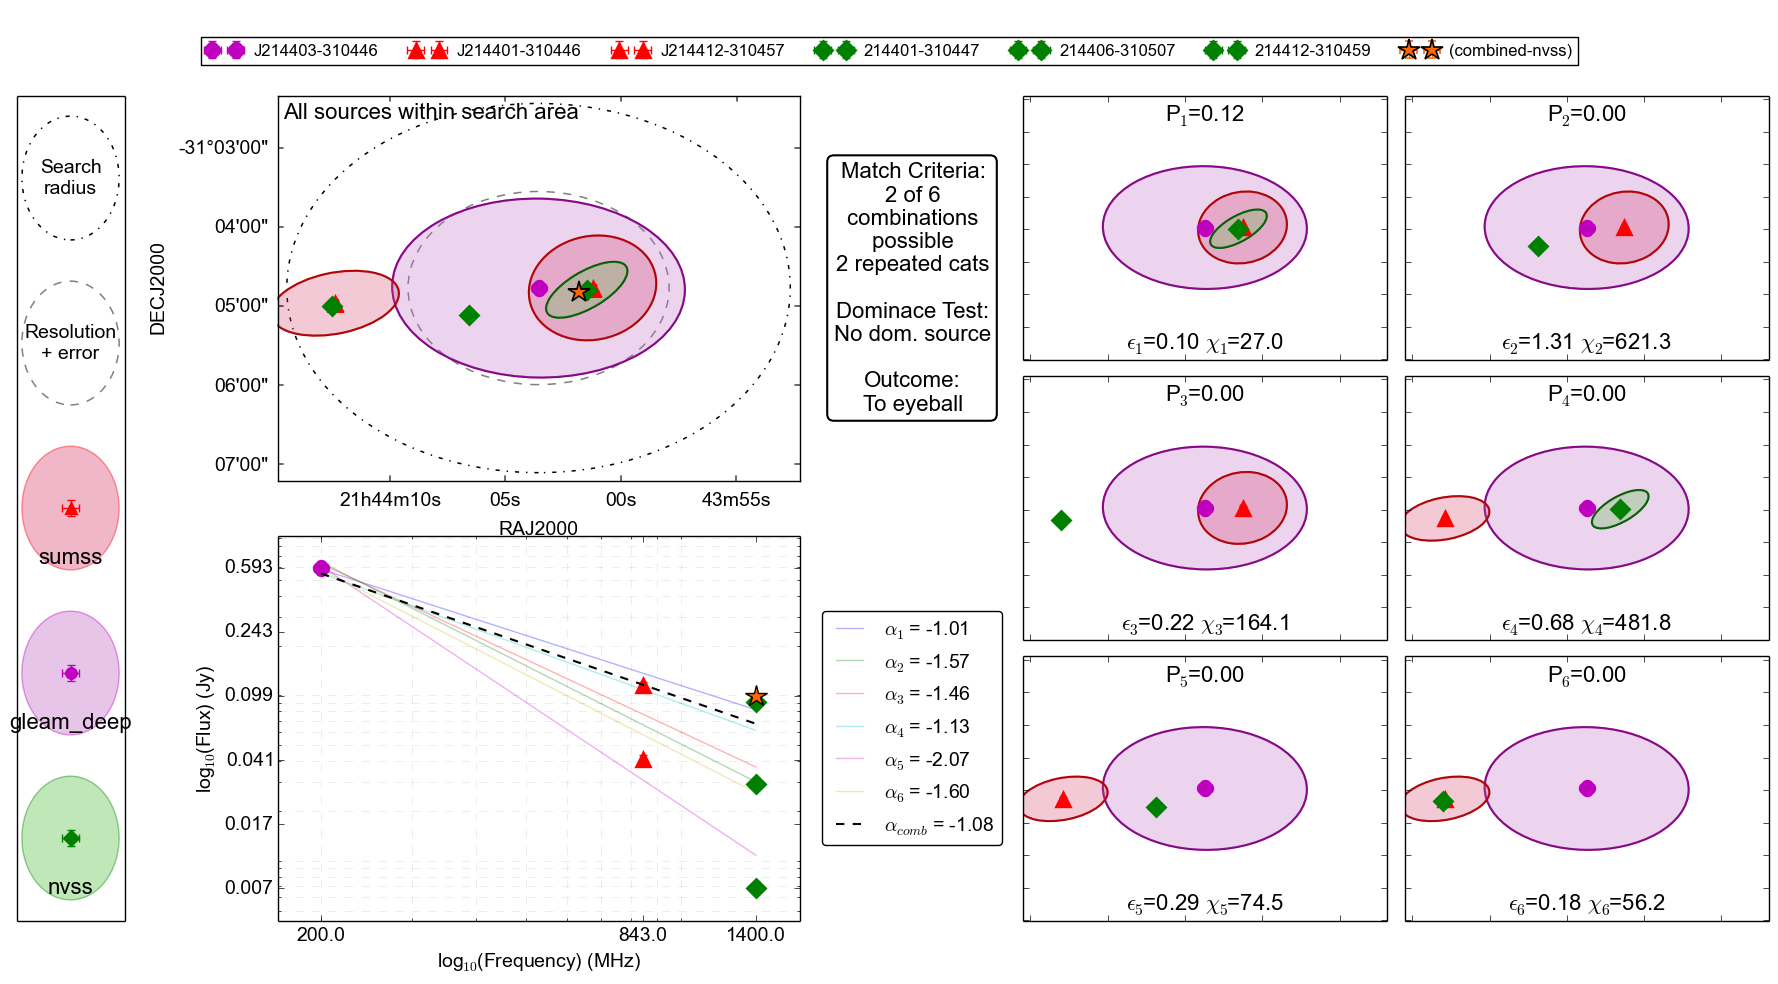 J214403-310446 J214401-310446 J214412-310457 214401-310447 214406-310507 214412-310459 (combined-nvss)
Search
radius
Resolution
+ error
sumss
gleam_deep
nvss
All sources within search area
DECJ2000
-31°03'00"
04'00"
05'00"
06'00"
07'00"
21h44m10s 05s 00s 43m55s
RAJ2000
Match Criteria:
2 of 6
combinations
possible
2 repeated cats
Dominace Test:
No dom. source
Outcome:
To eyeball
log₁₀(Flux) (Jy)
0.593
0.243
0.099
0.041
0.017
0.007
200.0 843.0 1400.0
log₁₀(Frequency) (MHz)
α₁ = -1.01
α₂ = -1.57
α₃ = -1.46
α₄ = -1.13
α₅ = -2.07
α₆ = -1.60
α_comb = -1.08
P₁=0.12
ϵ₁=0.10 χ₁=27.0
P₂=0.00
ϵ₂=1.31 χ₂=621.3
P₃=0.00
ϵ₃=0.22 χ₃=164.1
P₄=0.00
ϵ₄=0.68 χ₄=481.8
P₅=0.00
ϵ₅=0.29 χ₅=74.5
P₆=0.00
ϵ₆=0.18 χ₆=56.2